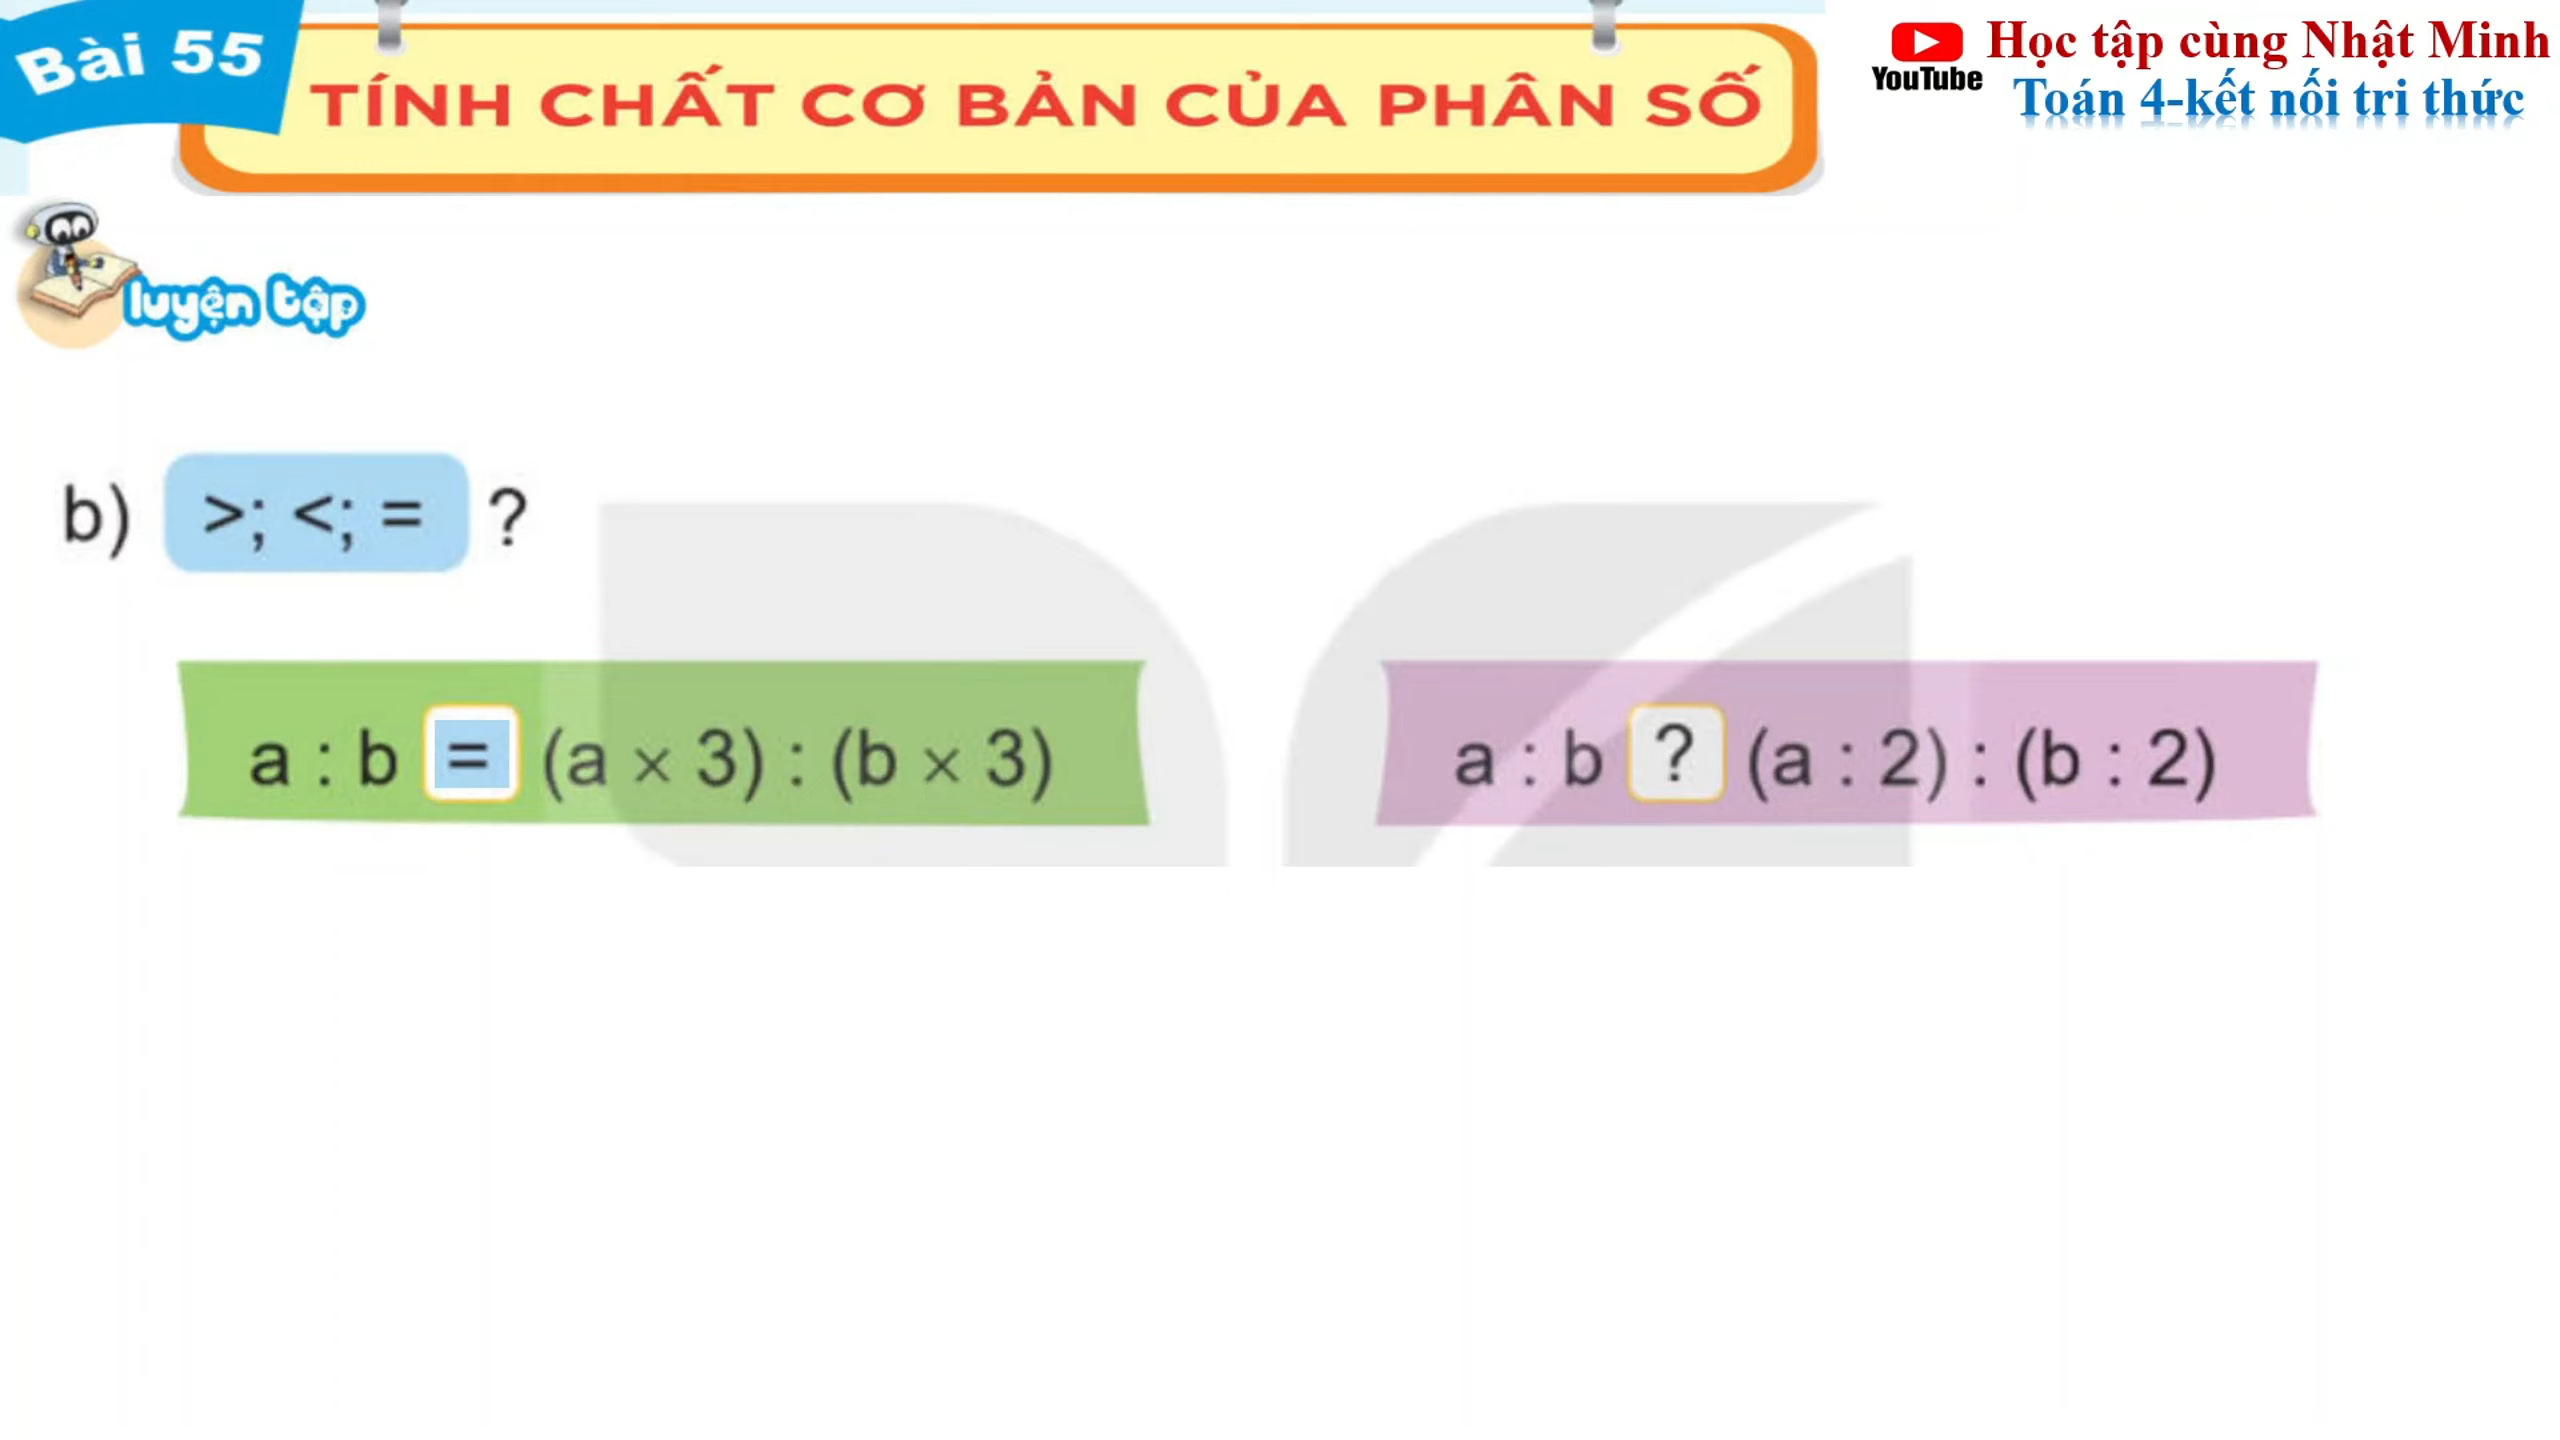 Bài 55
TÍNH CHẤT CƠ BẢN CỦA PHÂN SỐ
YouTube
Học tập cùng Nhật Minh
Toán 4-kết nối tri thức
luyện tập
b) >; <; = ?
a : b = (a × 3) : (b × 3)
a : b ? (a : 2) : (b : 2)